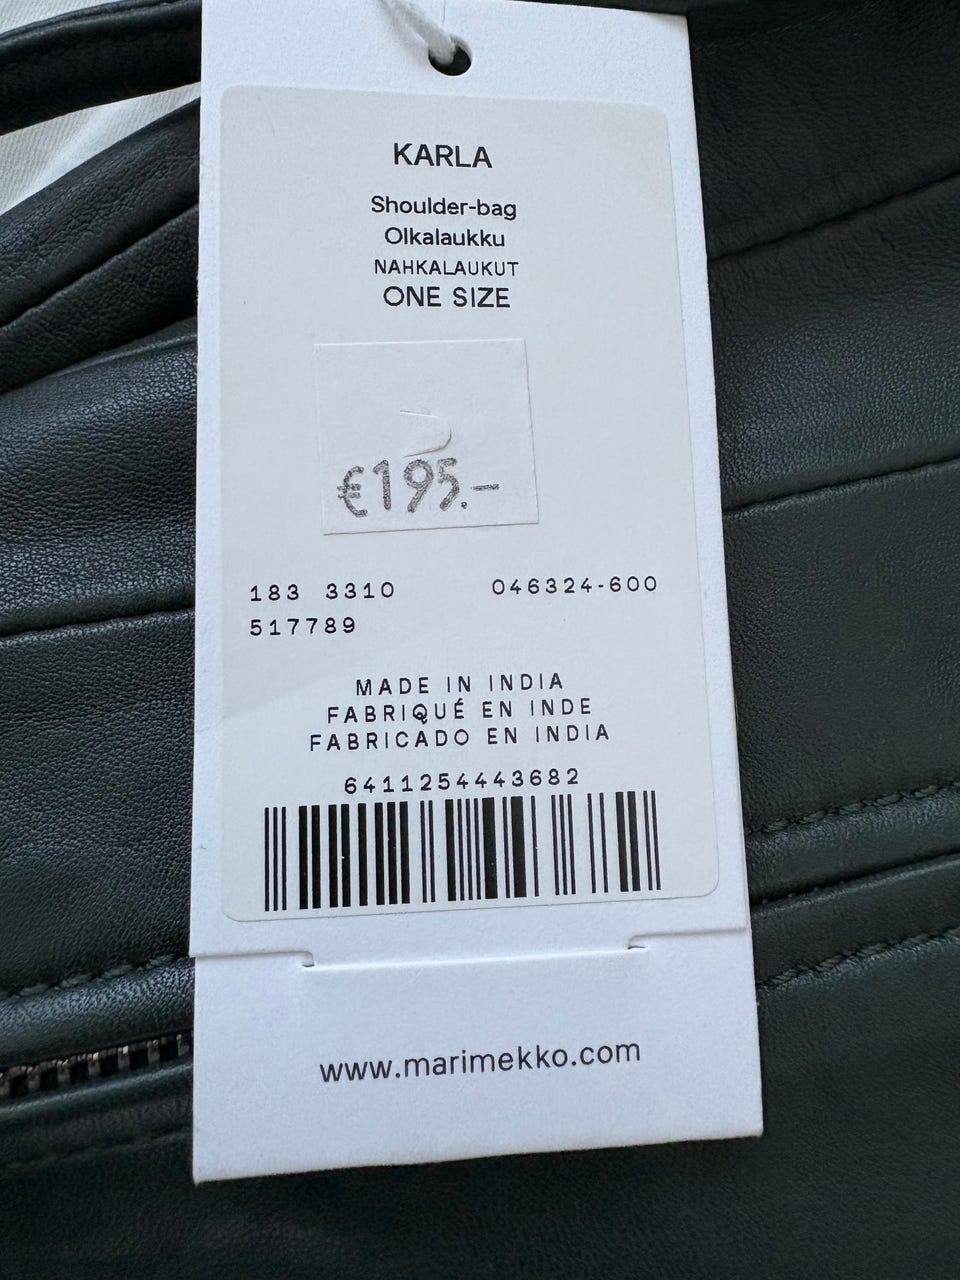 KARLA
Shoulder-bag
Olkalaukku
NAHKALAUKUT
ONE SIZE
€195.-
183 3310 046324-600
517789
MADE IN INDIA
FABRIQUÉ EN INDE
FABRICADO EN INDIA
6411254443682
www.marimekko.com